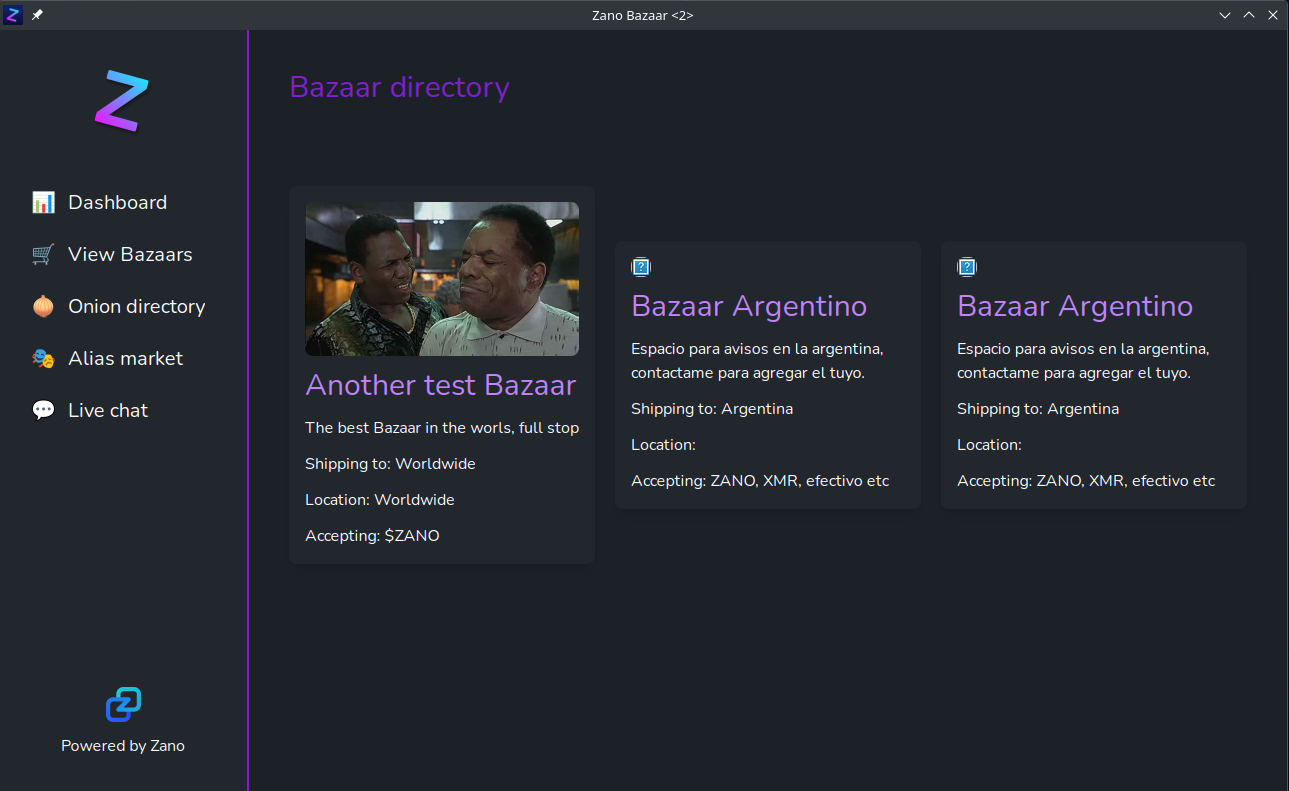 Zano Bazaar <2>
Bazaar directory
Dashboard
View Bazaars
Onion directory
Alias market
Live chat
Powered by Zano
Another test Bazaar
The best Bazaar in the worls, full stop
Shipping to: Worldwide
Location: Worldwide
Accepting: $ZANO
Bazaar Argentino
Espacio para avisos en la argentina,
contactame para agregar el tuyo.
Shipping to: Argentina
Location:
Accepting: ZANO, XMR, efectivo etc
Bazaar Argentino
Espacio para avisos en la argentina,
contactame para agregar el tuyo.
Shipping to: Argentina
Location:
Accepting: ZANO, XMR, efectivo etc